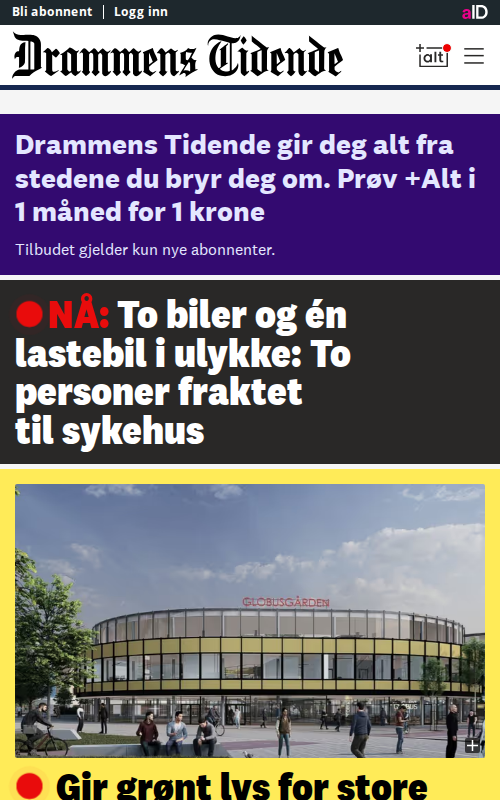 Bli abonnent | Logg inn
aID
Drammens Tidende
+alt
Drammens Tidende gir deg alt fra
stedene du bryr deg om. Prøv +Alt i
1 måned for 1 krone
Tilbudet gjelder kun nye abonnenter.
NÅ: To biler og én
lastebil i ulykke: To
personer fraktet
til sykehus
GLOBUSGÅRDEN
GLOBUS
Gir grønt lys for store